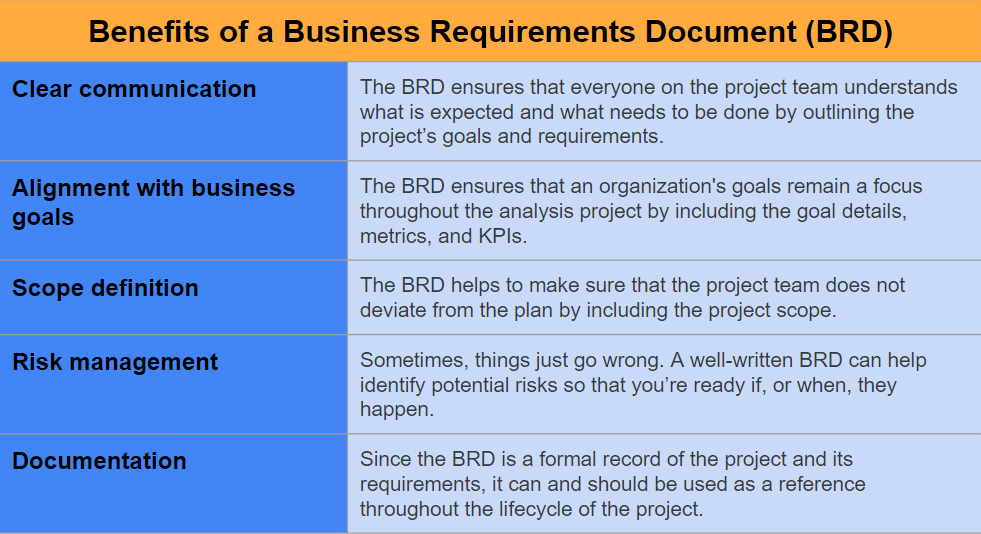 Benefits of a Business Requirements Document (BRD)
Clear communication
The BRD ensures that everyone on the project team understands
what is expected and what needs to be done by outlining the
project’s goals and requirements.
Alignment with business
goals
The BRD ensures that an organization's goals remain a focus
throughout the analysis project by including the goal details,
metrics, and KPIs.
Scope definition
The BRD helps to make sure that the project team does not
deviate from the plan by including the project scope.
Risk management
Sometimes, things just go wrong. A well-written BRD can help
identify potential risks so that you’re ready if, or when, they
happen.
Documentation
Since the BRD is a formal record of the project and its
requirements, it can and should be used as a reference
throughout the lifecycle of the project.